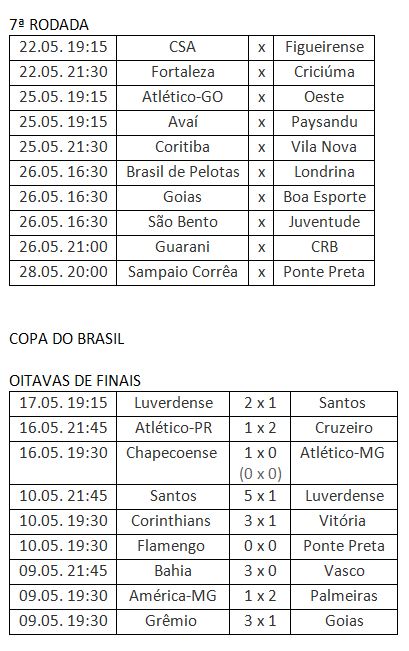 7ª RODADA
22.05. 19:15 CSA x Figueirense
22.05. 21:30 Fortaleza x Criciúma
25.05. 19:15 Atlético-GO x Oeste
25.05. 19:15 Avaí x Paysandu
25.05. 21:30 Coritiba x Vila Nova
26.05. 16:30 Brasil de Pelotas x Londrina
26.05. 16:30 Goias x Boa Esporte
26.05. 16:30 São Bento x Juventude
26.05. 21:00 Guarani x CRB
28.05. 20:00 Sampaio Corrêa x Ponte Preta
COPA DO BRASIL
OITAVAS DE FINAIS
17.05. 19:15 Luverdense 2 x 1 Santos
16.05. 21:45 Atlético-PR 1 x 2 Cruzeiro
16.05. 19:30 Chapecoense 1 x 0 Atlético-MG
(0 x 0)
10.05. 21:45 Santos 5 x 1 Luverdense
10.05. 19:30 Corinthians 3 x 1 Vitória
10.05. 19:30 Flamengo 0 x 0 Ponte Preta
09.05. 21:45 Bahia 3 x 0 Vasco
09.05. 19:30 América-MG 1 x 2 Palmeiras
09.05. 19:30 Grêmio 3 x 1 Goias